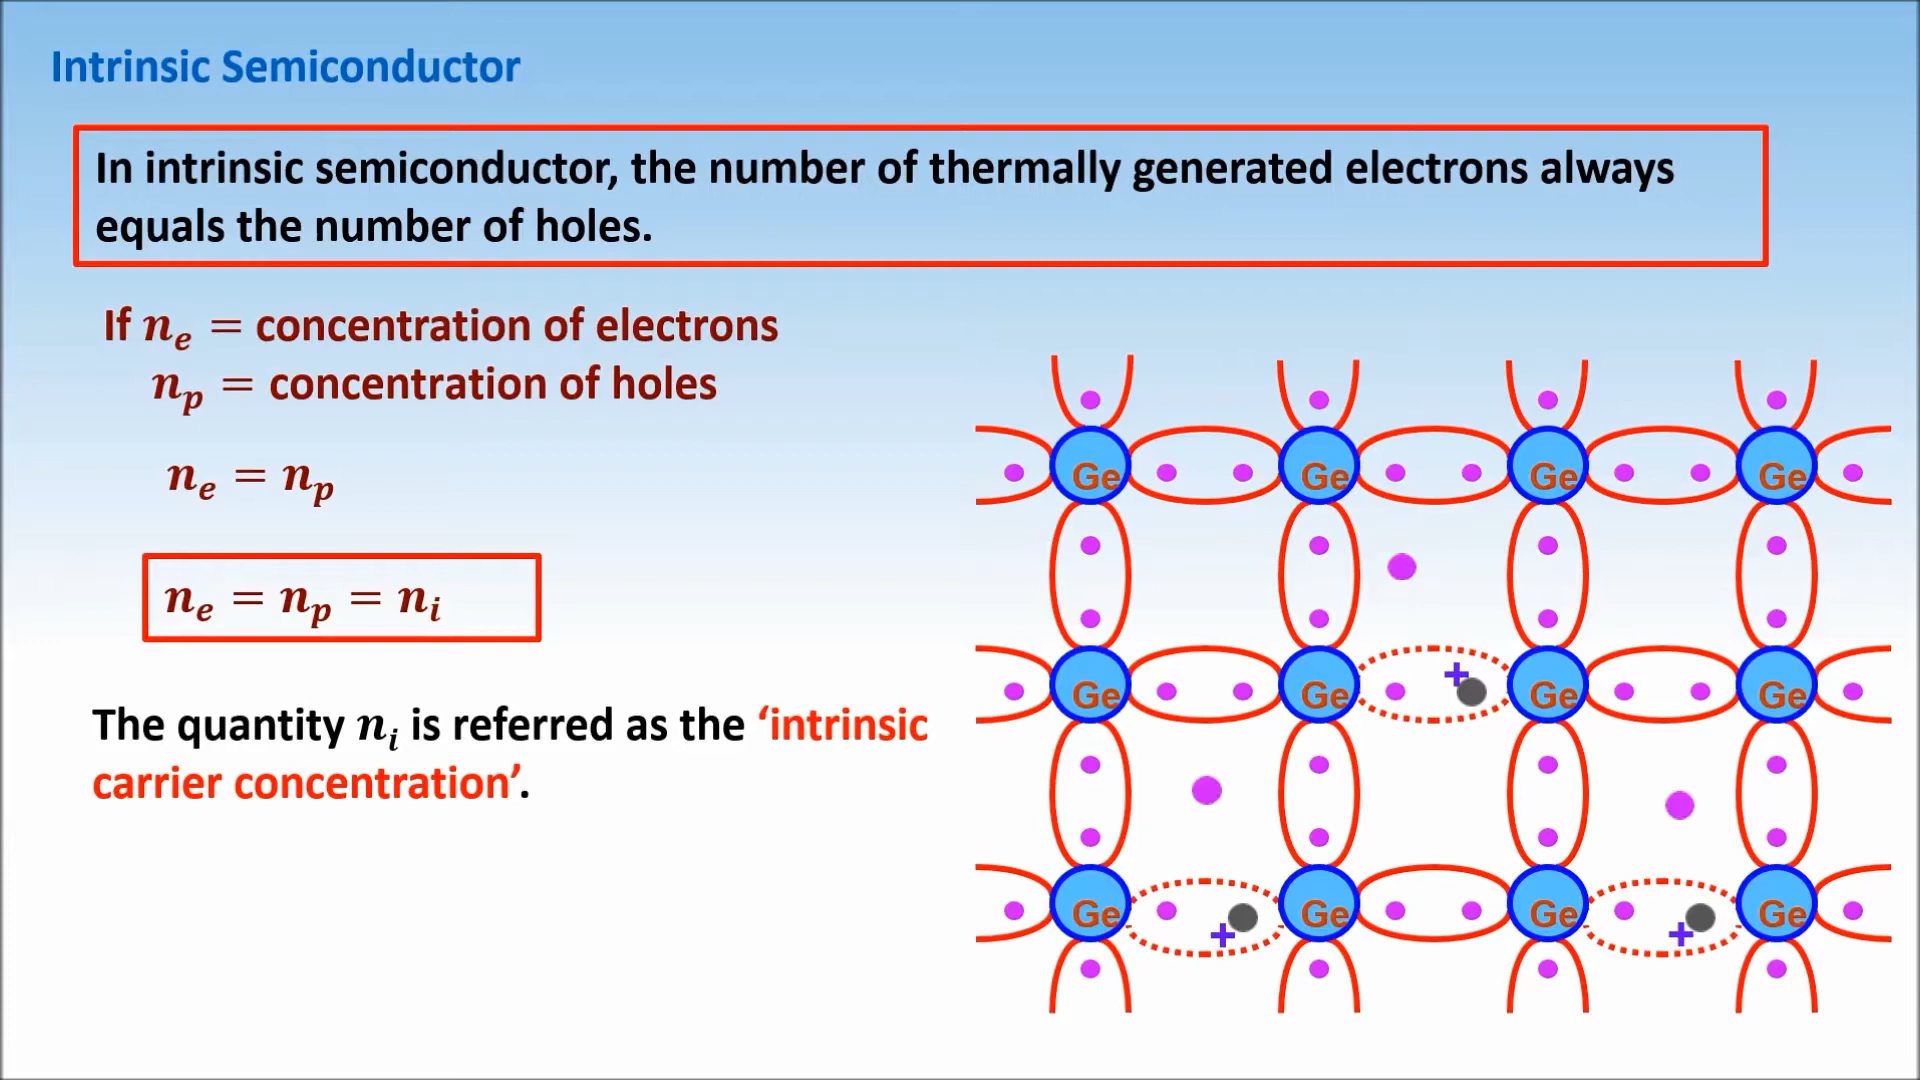 Intrinsic Semiconductor
In intrinsic semiconductor, the number of thermally generated electrons always
equals the number of holes.
If nₑ = concentration of electrons
nₚ = concentration of holes
nₑ = nₚ
nₑ = nₚ = nᵢ
The quantity nᵢ is referred as the ‘intrinsic
carrier concentration’.
Ge Ge Ge Ge
+
Ge Ge Ge Ge
Ge Ge Ge Ge
+ +